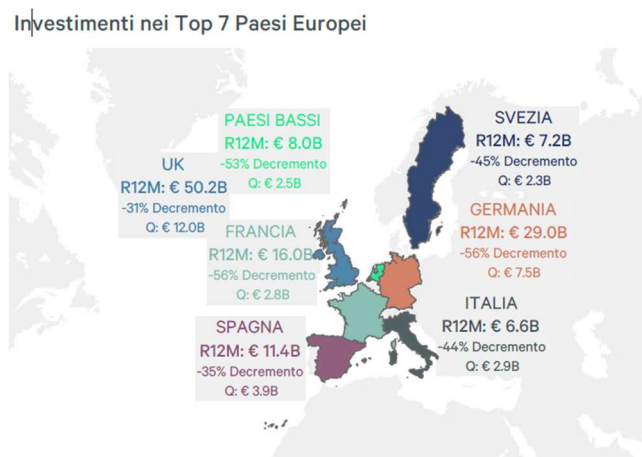 Investimenti nei Top 7 Paesi Europei
PAESI BASSI
R12M: € 8.0B
-53% Decremento
Q: € 2.5B
SVEZIA
R12M: € 7.2B
-45% Decremento
Q: € 2.3B
UK
R12M: € 50.2B
-31% Decremento
Q: € 12.0B
GERMANIA
R12M: € 29.0B
-56% Decremento
Q: € 7.5B
FRANCIA
R12M: € 16.0B
-56% Decremento
Q: € 2.8B
ITALIA
R12M: € 6.6B
-44% Decremento
Q: € 2.9B
SPAGNA
R12M: € 11.4B
-35% Decremento
Q: € 3.9B